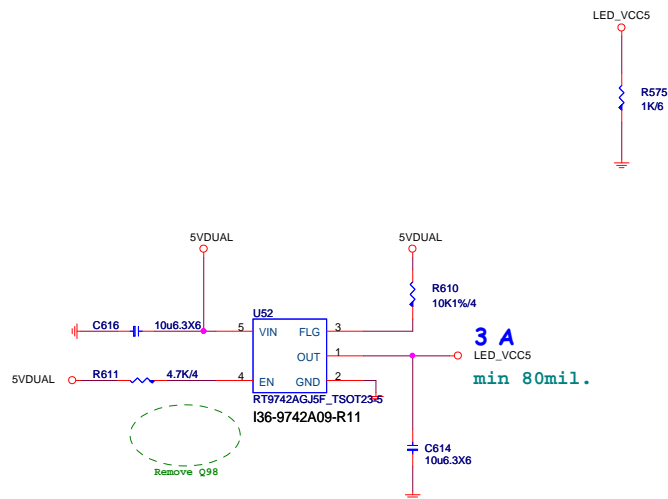 LED_VCC5
R575
1K/6
5VDUAL
5VDUAL
R610
10K1%/4
U52
C616
10u6.3X6
5
VIN
FLG
3
3 A
OUT
1
LED_VCC5
R611
4.7K/4
5VDUAL
4
EN
GND
2
min 80mil.
RT9742AGJ5F_TSOT23-5
I36-9742A09-R11
C614
10u6.3X6
Remove Q98